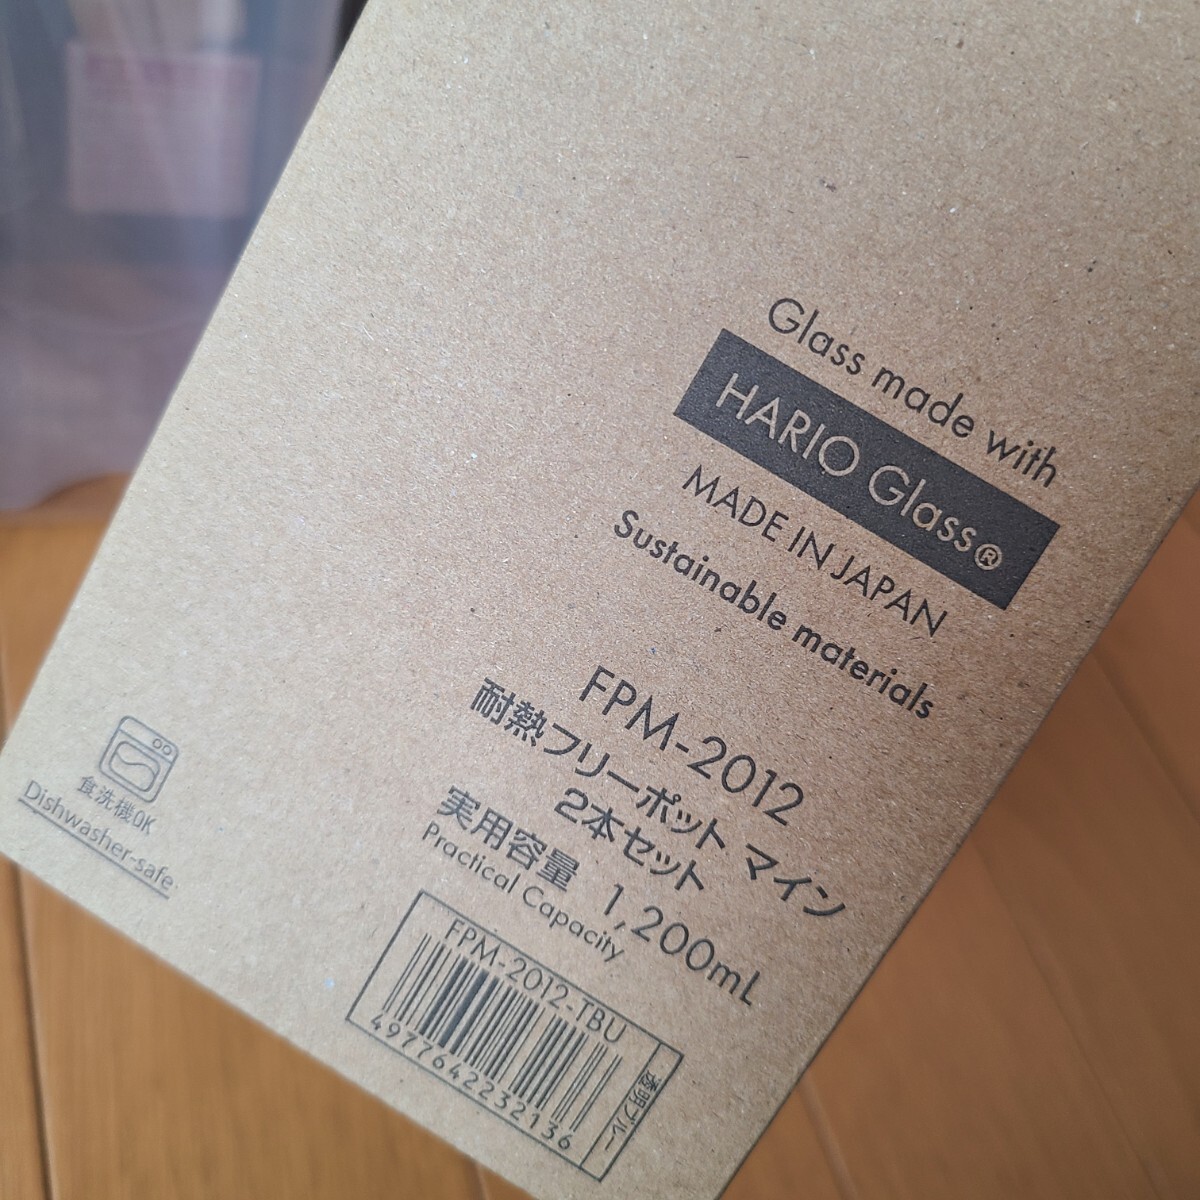 Glass made with
HARIO Glass®
MADE IN JAPAN
Sustainable materials
FPM-2012
耐熱フリーポット マイン
2本セット
実用容量 1,200mL
Practical Capacity
FPM-2012-TBU
4977642232136
透明ブルー
食洗機OK
Dishwasher-safe